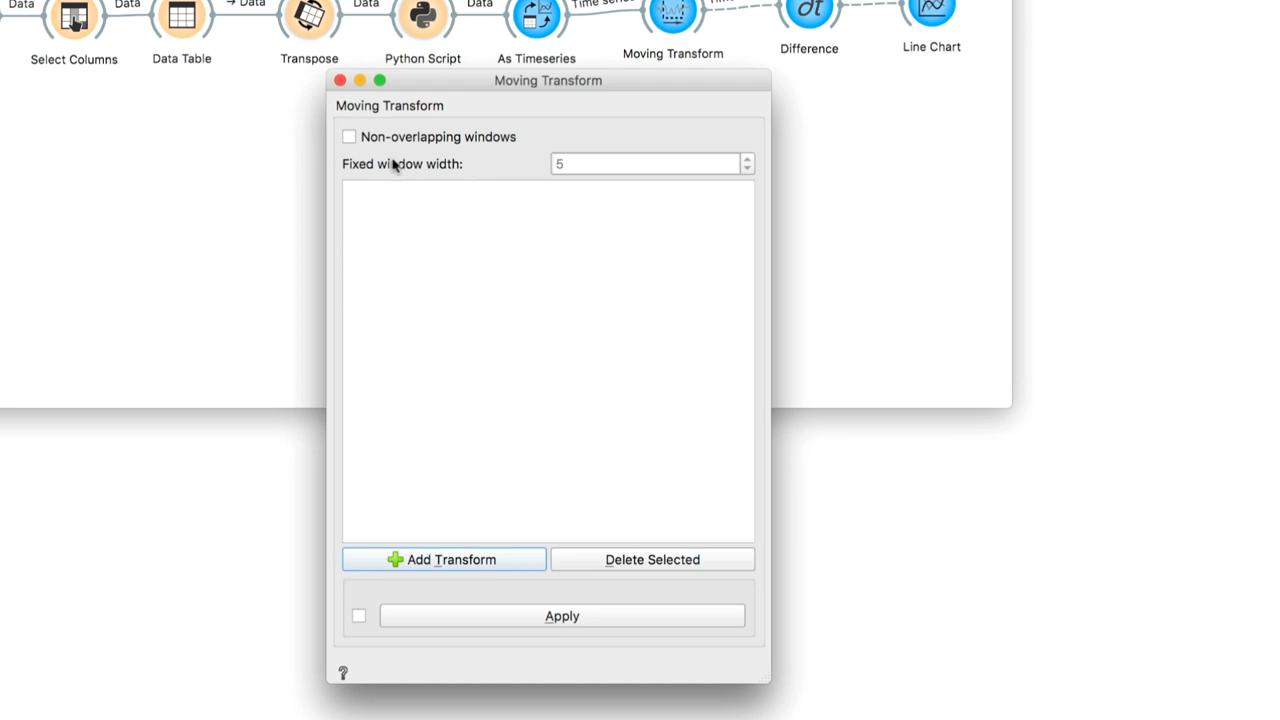 Data
Data
→ Data
Data
Data
Time series
Select Columns
Data Table
Transpose
Python Script
As Timeseries
Moving Transform
Difference
Line Chart
Moving Transform
Moving Transform
Non-overlapping windows
Fixed window width:
5
Add Transform
Delete Selected
Apply
?